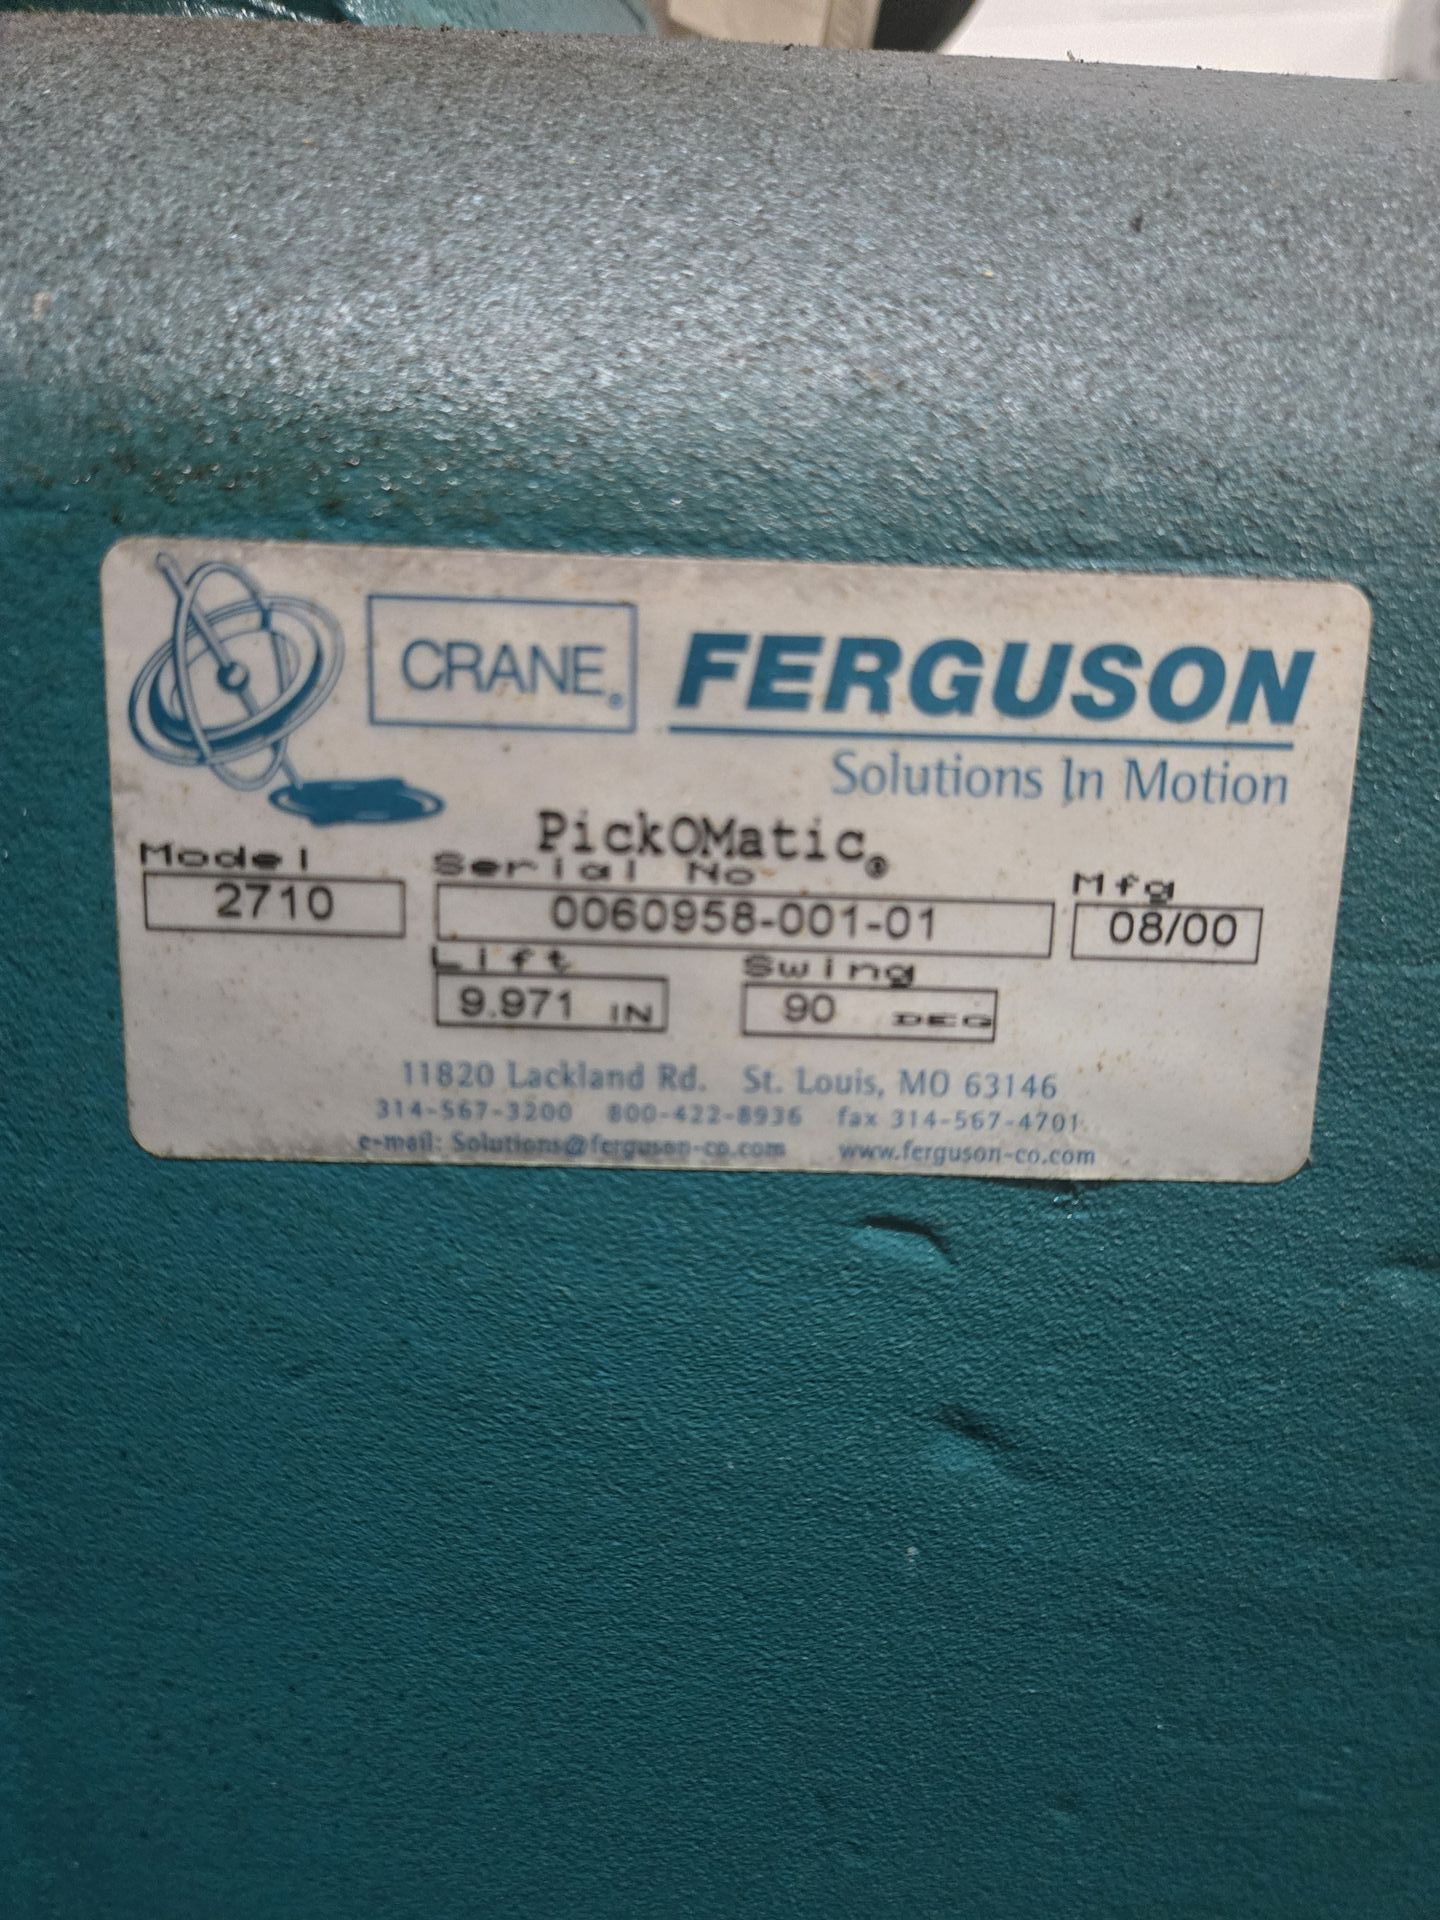 CRANE® FERGUSON
Solutions In Motion
PickOMatic®
Model Serial No Mfg
2710 0060958-001-01 08/00
Lift Swing
9.971 IN 90 DEG
11820 Lackland Rd. St. Louis, MO 63146
314-567-3200 800-422-8936 fax 314-567-4701
e-mail: Solutions@ferguson-co.com www.ferguson-co.com